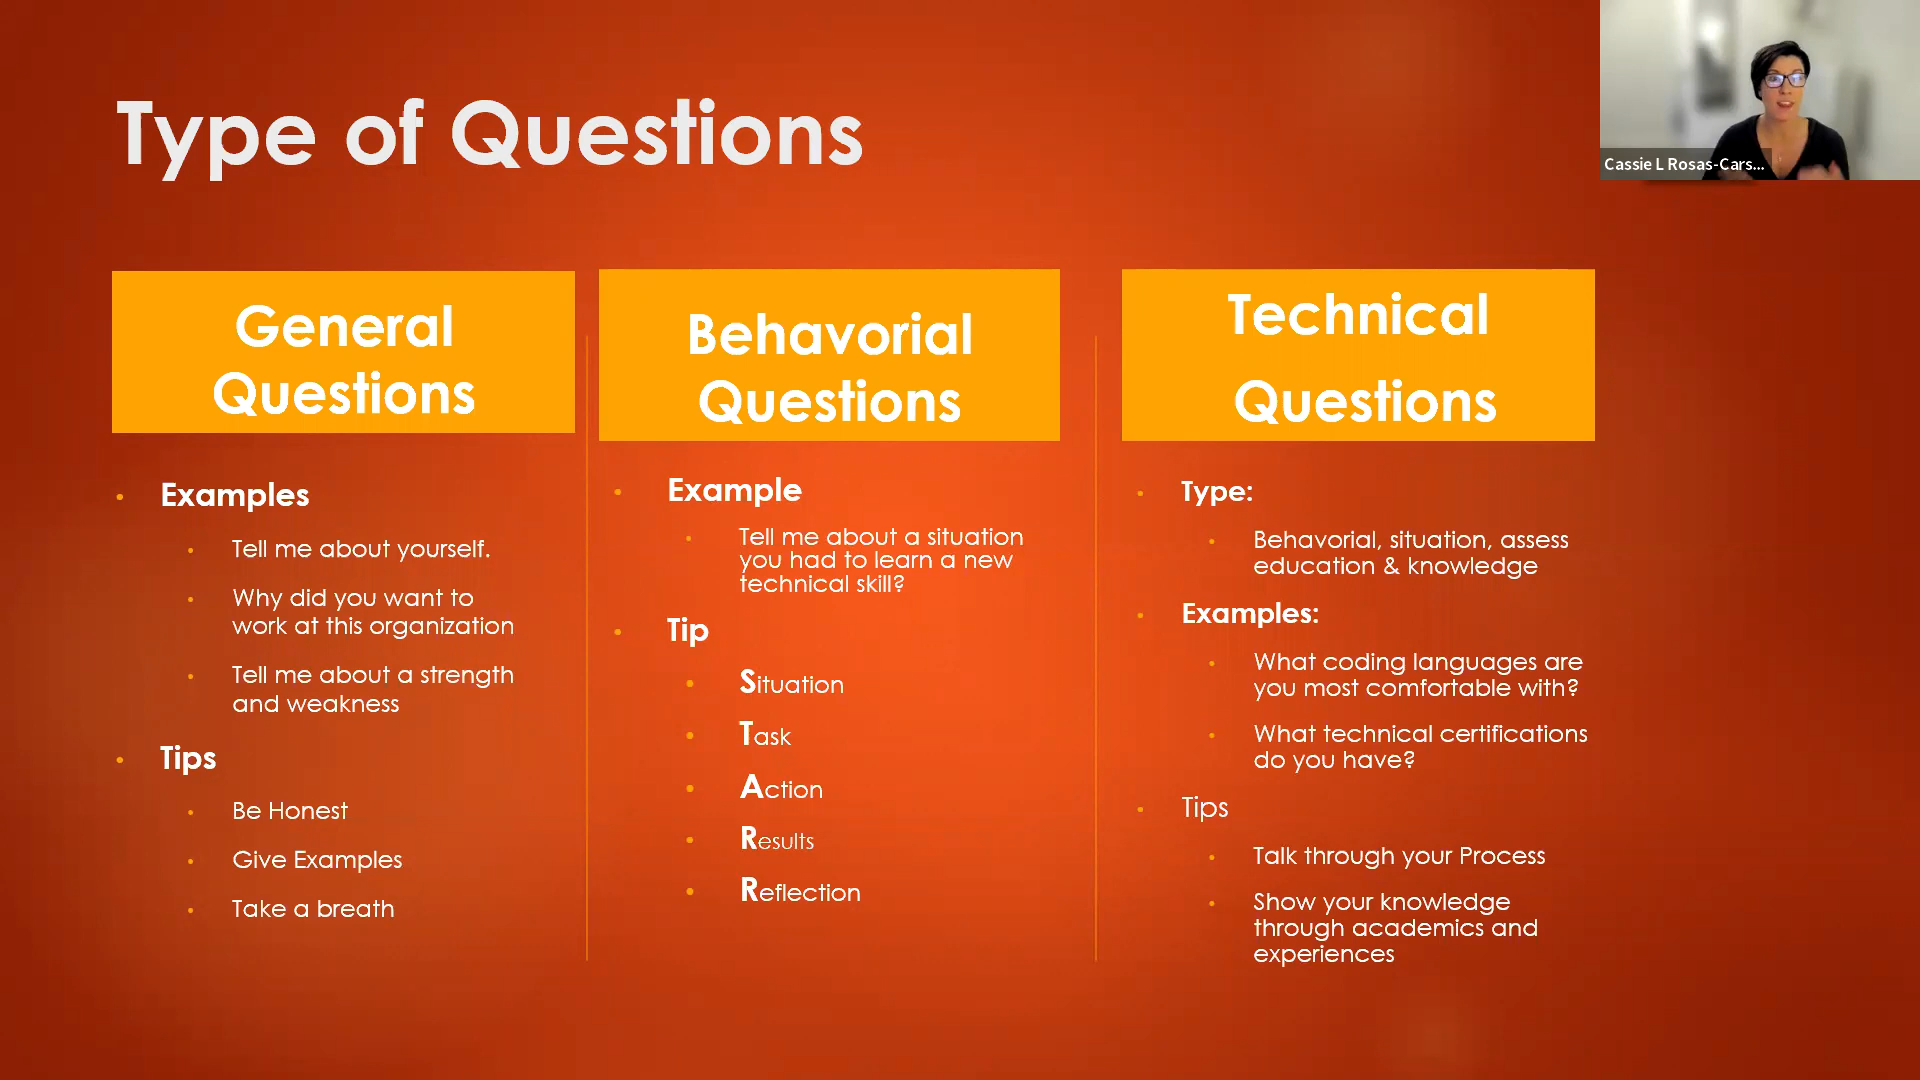 Type of Questions
Cassie L Rosas-Cars...
General
Questions
Examples
Tell me about yourself.
Why did you want to
work at this organization
Tell me about a strength
and weakness
Tips
Be Honest
Give Examples
Take a breath
Behavorial
Questions
Example
Tell me about a situation
you had to learn a new
technical skill?
Tip
Situation
Task
Action
Results
Reflection
Technical
Questions
Type:
Behavorial, situation, assess
education & knowledge
Examples:
What coding languages are
you most comfortable with?
What technical certifications
do you have?
Tips
Talk through your Process
Show your knowledge
through academics and
experiences